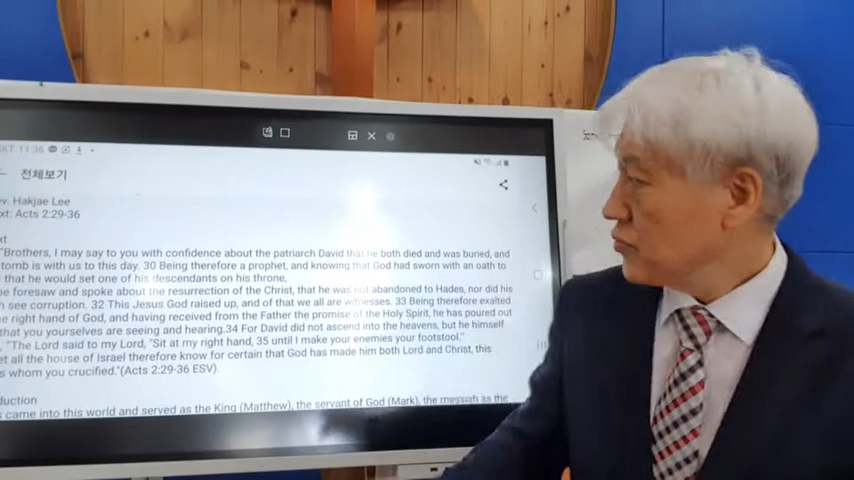 SKT 11:36
전체보기
ev. Hakjae Lee
xt: Acts 2:29-36
xt
"Brothers, I may say to you with confidence about the patriarch David that he both died and was buried, and
tomb is with us to this day. 30 Being therefore a prophet, and knowing that God had sworn with an oath to
that he would set one of his descendants on his throne,
he foresaw and spoke about the resurrection of the Christ, that he was not abandoned to Hades, nor did his
h see corruption. 32 This Jesus God raised up, and of that we all are witnesses. 33 Being therefore exalted
he right hand of God, and having received from the Father the promise of the Holy Spirit, he has poured out
that you yourselves are seeing and hearing.34 For David did not ascend into the heavens, but he himself
, "The Lord said to my Lord, "Sit at my right hand, 35 until I make your enemies your footstool."
et all the house of Israel therefore know for certain that God has made him both Lord and Christ, this
s whom you crucified."(Acts 2:29-36 ESV).
duction
s came into this world and served as the King (Matthew), the servant of God (Mark), the messiah as the